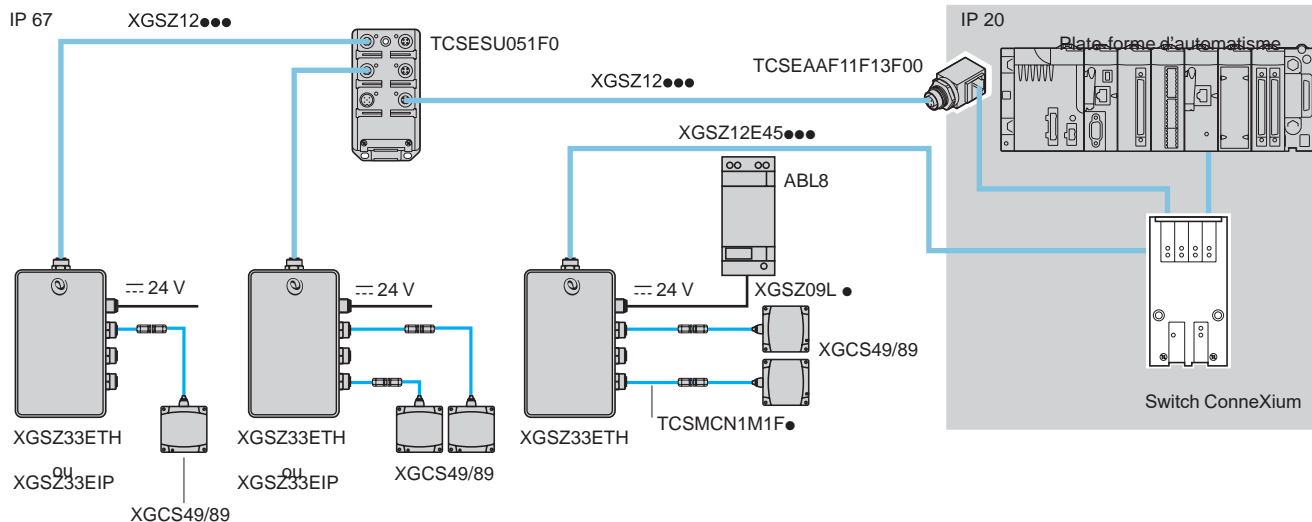 IP 67
XGSZ12●●●
TCSESU051F0
XGSZ12●●●
TCSEAAF11F13F00
IP 20
Plate-forme d'automatisme
XGSZ12E45●●●
ABL8
24 V
24 V
24 V
XGSZ09L ●
XGCS49/89
TCSMCN1M1F●
Switch ConneXium
XGSZ33ETH
ou
XGSZ33EIP
XGSZ33ETH
ou
XGSZ33EIP
XGCS49/89
XGSZ33ETH
XGCS49/89